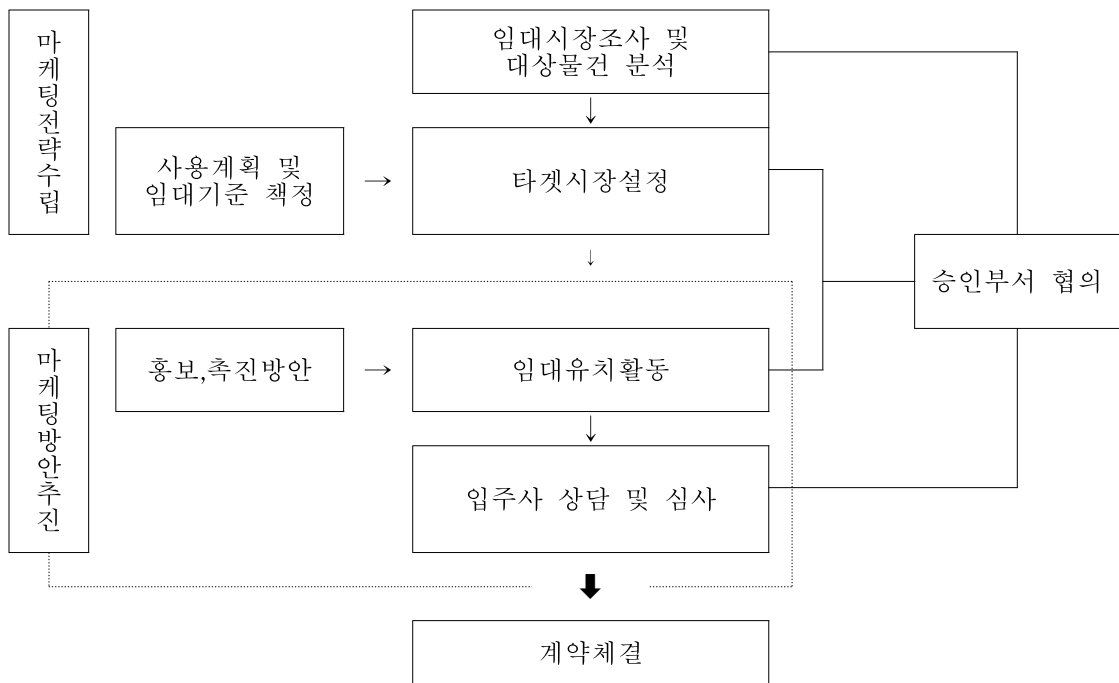 마케팅전략수립
임대시장조사 및
대상물건 분석
사용계획 및
임대기준 책정
→
타겟시장설정
승인부서 협의
마케팅방안추진
홍보,촉진방안
→
임대유치활동
입주사 상담 및 심사
계약체결